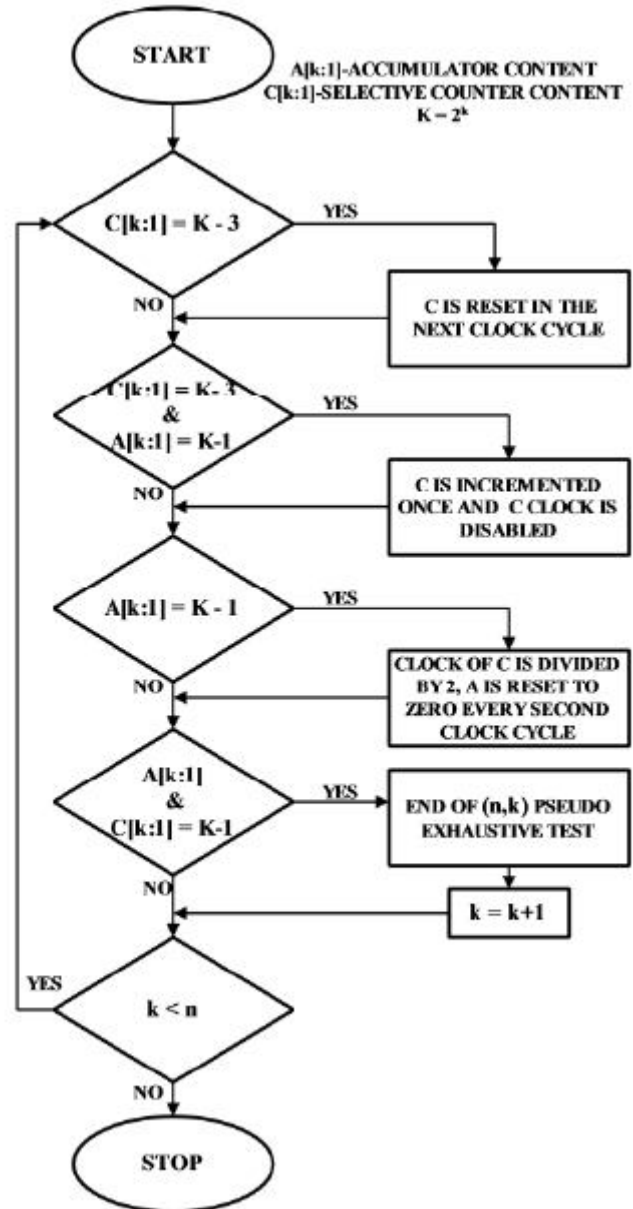 START
A[k:1]-ACCUMULATOR CONTENT
C[k:1]-SELECTIVE COUNTER CONTENT
K = 2^k
C[k:1] = K - 3
YES
NO
C IS RESET IN THE
NEXT CLOCK CYCLE
C[k:1] = K- 3
&
A[k:1] = K-1
YES
NO
C IS INCREMENTED
ONCE AND C CLOCK IS
DISABLED
A[k:1] = K - 1
YES
NO
CLOCK OF C IS DIVIDED
BY 2, A IS RESET TO
ZERO EVERY SECOND
CLOCK CYCLE
A[k:1]
&
C[k:1] = K-1
YES
NO
END OF (n,k) PSEUDO
EXHAUSTIVE TEST
k = k+1
k < n
YES
NO
STOP